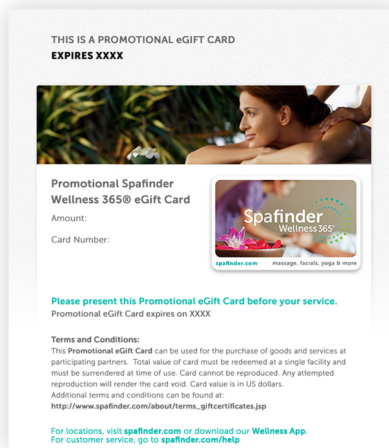 THIS IS A PROMOTIONAL eGIFT CARD
EXPIRES XXXX
Promotional Spafinder
Wellness 365® eGift Card
Amount:
Card Number:
Spafinder
Wellness 365®
spafinder.com massage, facials, yoga & more
Please present this Promotional eGift Card before your service.
Promotional eGift Card expires on XXXX
Terms and Conditions:
This Promotional eGift Card can be used for the purchase of goods and services at
participating partners. Total value of card must be redeemed at a single facility and
must be surrendered at time of use. Card cannot be reproduced. Any attempted
reproduction will render the card void. Card value is in US dollars.
Additional terms and conditions can be found at:
http://www.spafinder.com/about/terms_giftcertificates.jsp
For locations, visit spafinder.com or download our Wellness App.
For customer service, go to spafinder.com/help